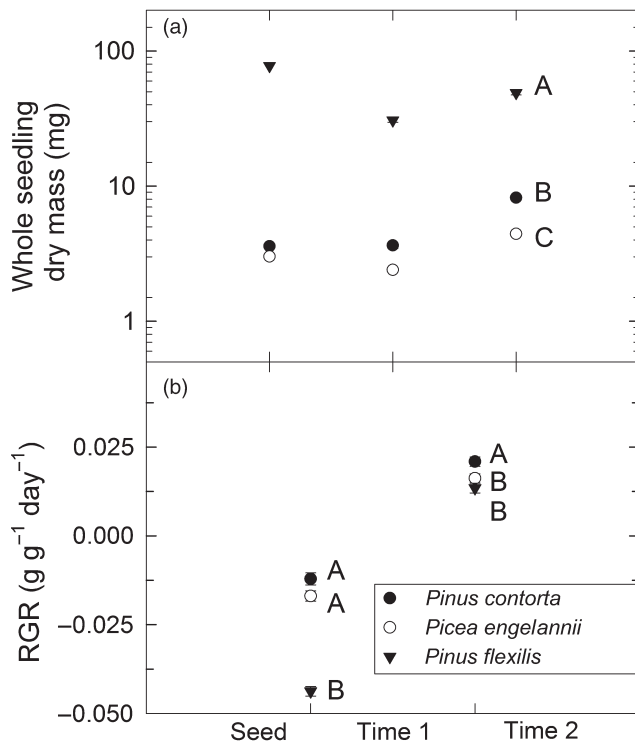 (a)
Whole seedling
dry mass (mg)
100
10
1
A
B
C
(b)
RGR (g g⁻¹ day⁻¹)
0.025
0.000
−0.025
−0.050
A
B
B
A
A
B
Pinus contorta
Picea engelannii
Pinus flexilis
Seed Time 1 Time 2